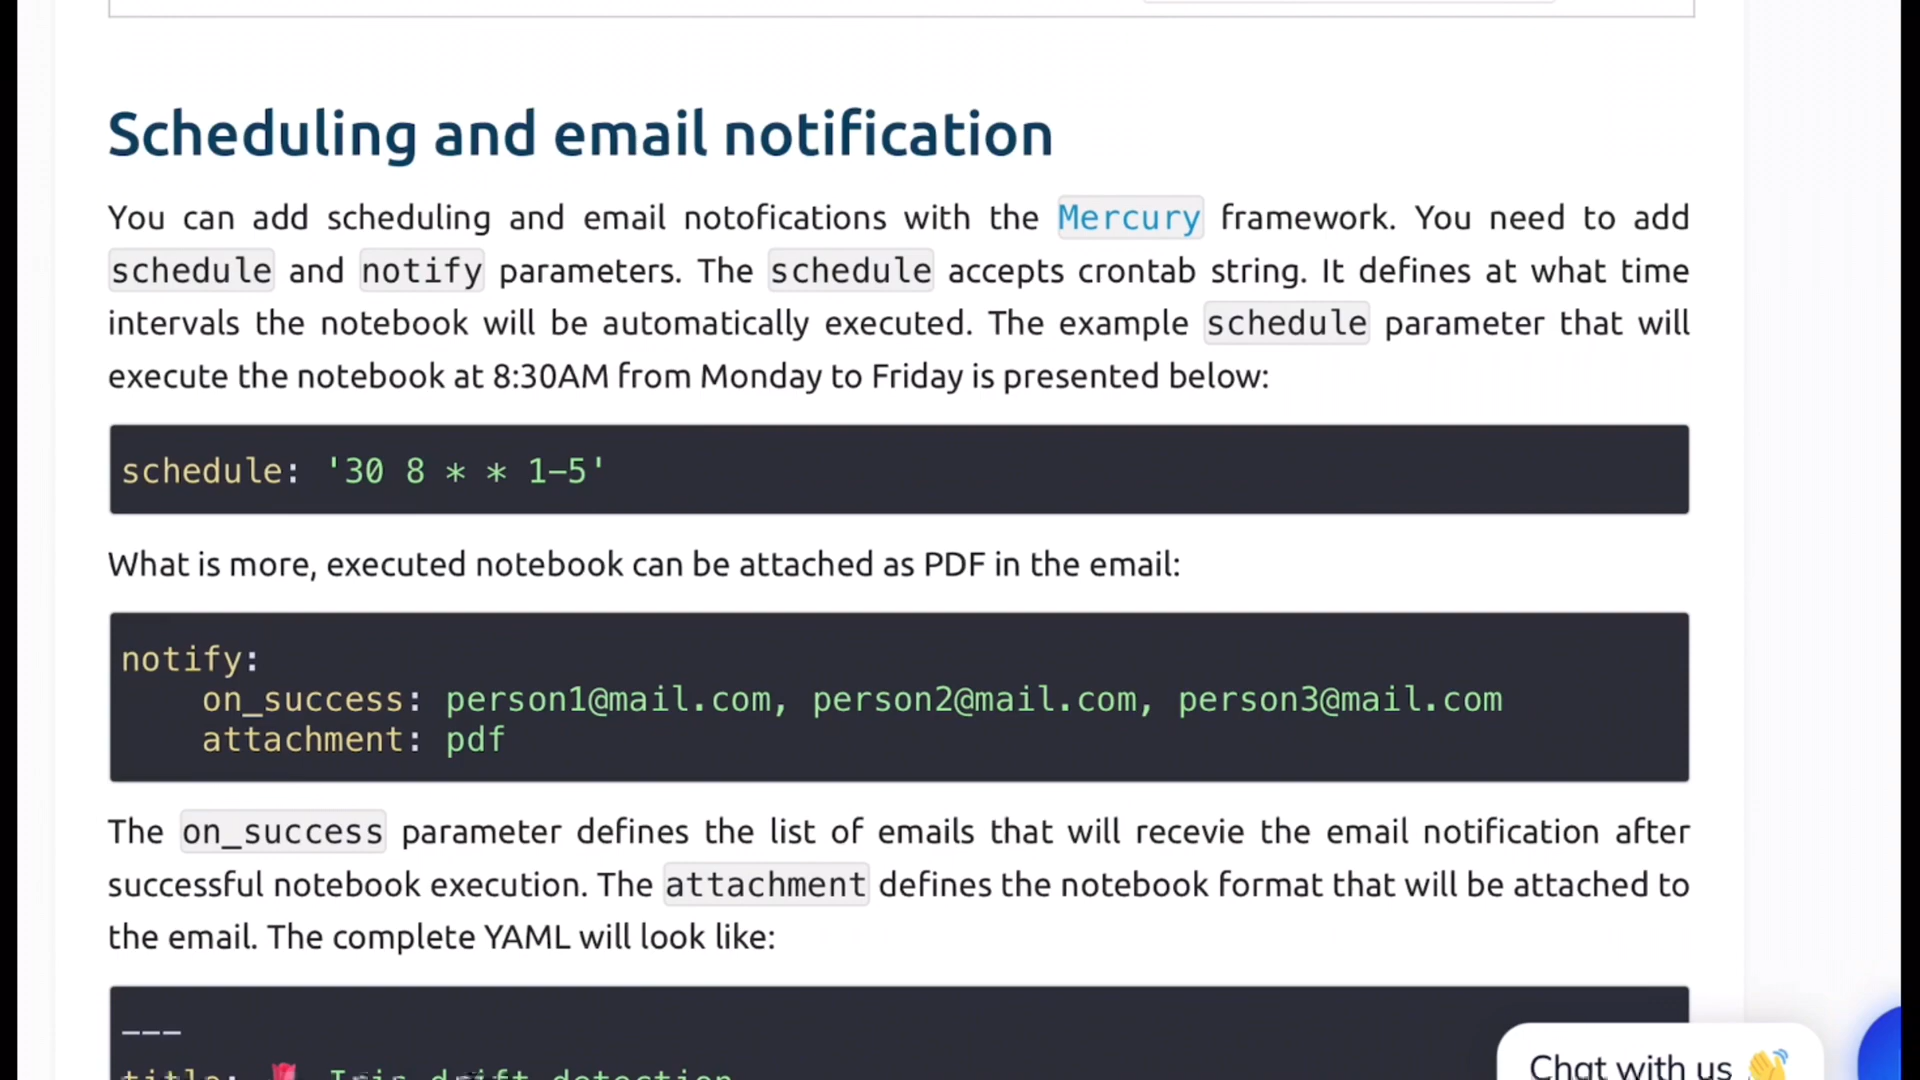 Scheduling and email notification
You can add scheduling and email notofications with the Mercury framework. You need to add
schedule and notify parameters. The schedule accepts crontab string. It defines at what time
intervals the notebook will be automatically executed. The example schedule parameter that will
execute the notebook at 8:30AM from Monday to Friday is presented below:
schedule: '30 8 * * 1-5'
What is more, executed notebook can be attached as PDF in the email:
notify:
    on_success: person1@mail.com, person2@mail.com, person3@mail.com
    attachment: pdf
The on_success parameter defines the list of emails that will recevie the email notification after
successful notebook execution. The attachment defines the notebook format that will be attached to
the email. The complete YAML will look like:
---
title: 🌷 Iris drift detection
Chat with us 👋